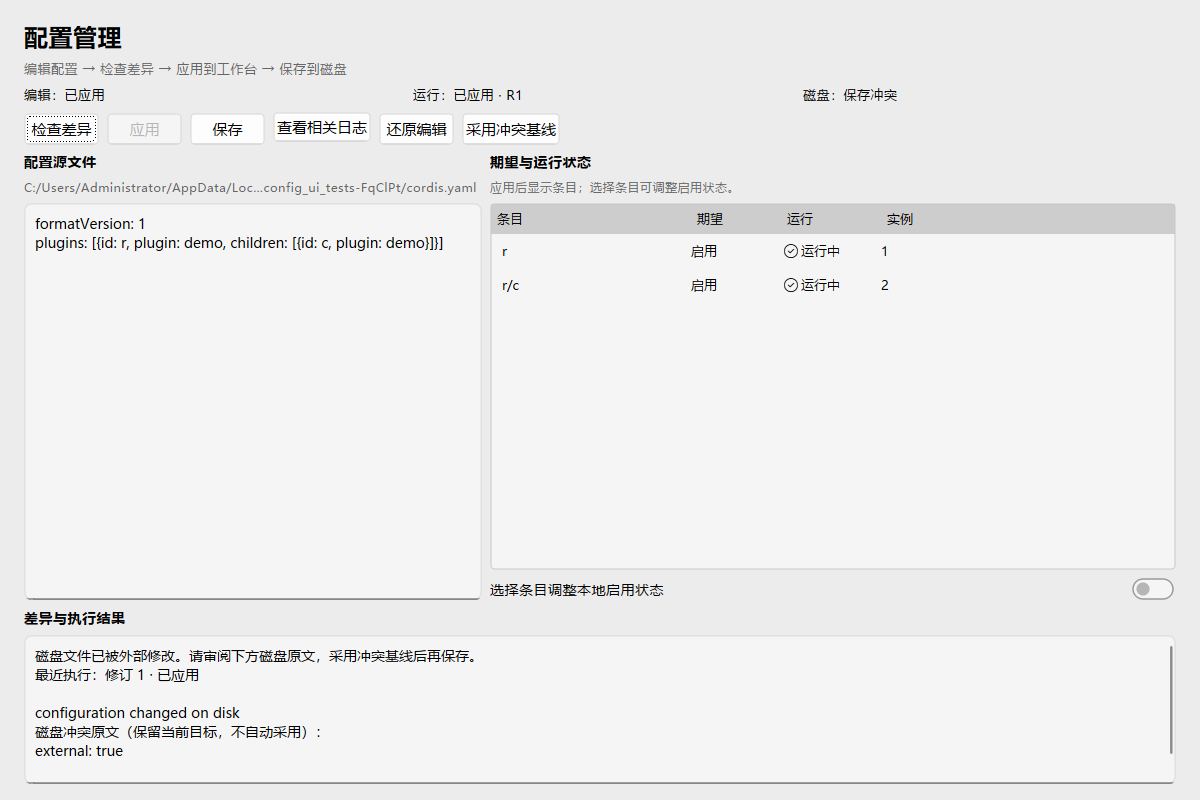 配置管理
编辑配置 → 检查差异 → 应用到工作台 → 保存到磁盘
编辑：已应用
运行：已应用 · R1
磁盘：保存冲突
检查差异
应用
保存
查看相关日志
还原编辑
采用冲突基线
配置源文件
C:/Users/Administrator/AppData/Loc...config_ui_tests-FqClPt/cordis.yaml
formatVersion: 1
plugins: [{id: r, plugin: demo, children: [{id: c, plugin: demo}]}]
期望与运行状态
应用后显示条目；选择条目可调整启用状态。
条目 期望 运行 实例
r 启用 运行中 1
r/c 启用 运行中 2
选择条目调整本地启用状态
差异与执行结果
磁盘文件已被外部修改。请审阅下方磁盘原文，采用冲突基线后再保存。
最近执行：修订 1 · 已应用
configuration changed on disk
磁盘冲突原文（保留当前目标，不自动采用）：
external: true